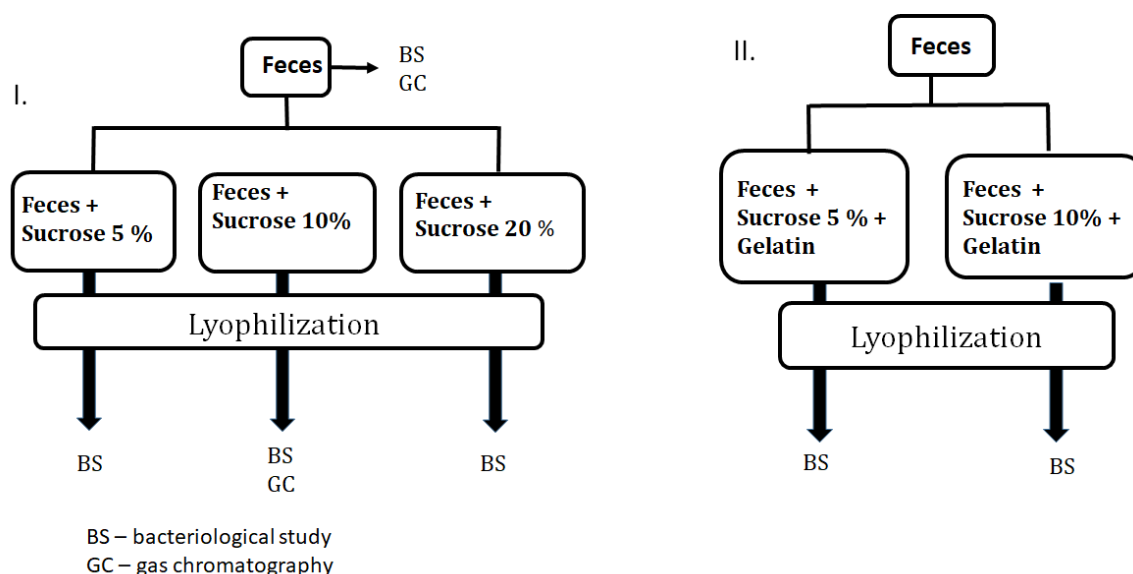 I.
Feces
BS
GC
Feces +
Sucrose 5 %
Feces +
Sucrose 10%
Feces +
Sucrose 20 %
Lyophilization
BS
BS
GC
BS
BS – bacteriological study
GC – gas chromatography
II.
Feces
Feces +
Sucrose 5 % +
Gelatin
Feces +
Sucrose 10% +
Gelatin
Lyophilization
BS
BS